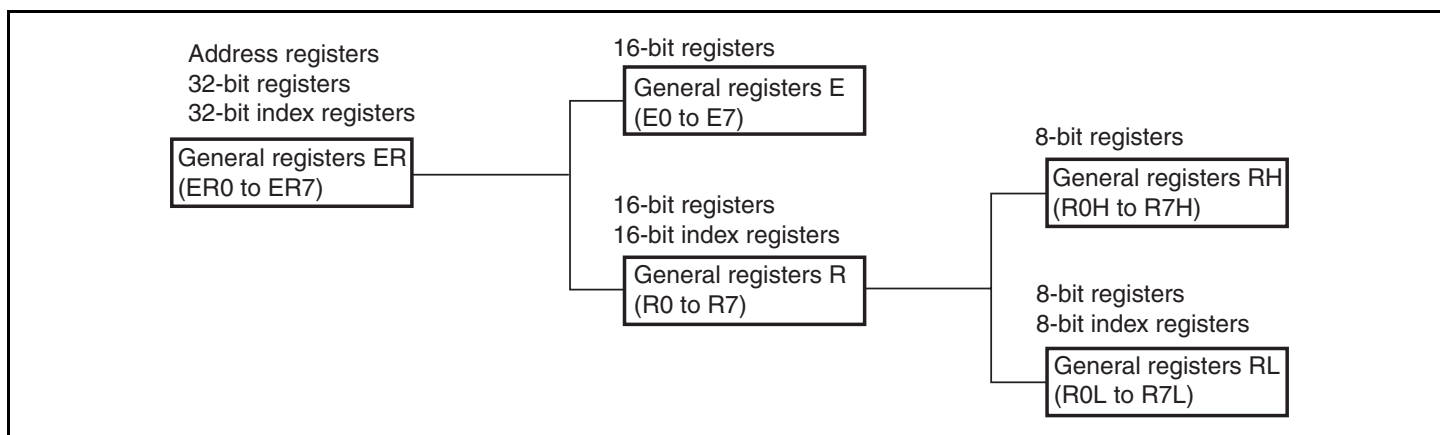 Address registers
32-bit registers
32-bit index registers
General registers ER
(ER0 to ER7)
16-bit registers
General registers E
(E0 to E7)
16-bit registers
16-bit index registers
General registers R
(R0 to R7)
8-bit registers
General registers RH
(R0H to R7H)
8-bit registers
8-bit index registers
General registers RL
(R0L to R7L)